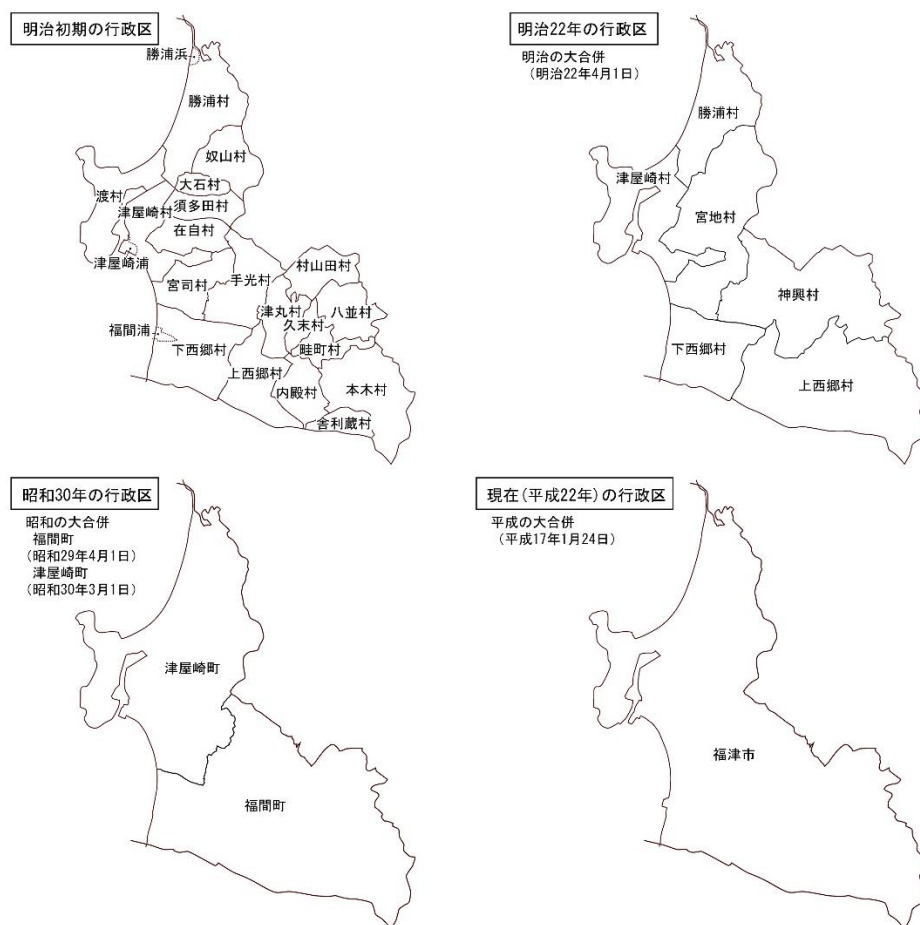 明治初期の行政区
勝浦浜
勝浦村
奴山村
大石村
渡村
津屋崎村
須多田村
在自村
津屋崎浦
宮司村
手光村
村山田村
津丸村
久末村
八並村
福間浦
下西郷村
畦町村
上西郷村
内殿村
本木村
舎利蔵村
明治22年の行政区
明治の大合併
(明治22年4月1日)
勝浦村
津屋崎村
宮地村
神興村
下西郷村
上西郷村
昭和30年の行政区
昭和の大合併
福間町
(昭和29年4月1日)
津屋崎町
(昭和30年3月1日)
津屋崎町
福間町
現在(平成22年)の行政区
平成の大合併
(平成17年1月24日)
福津市